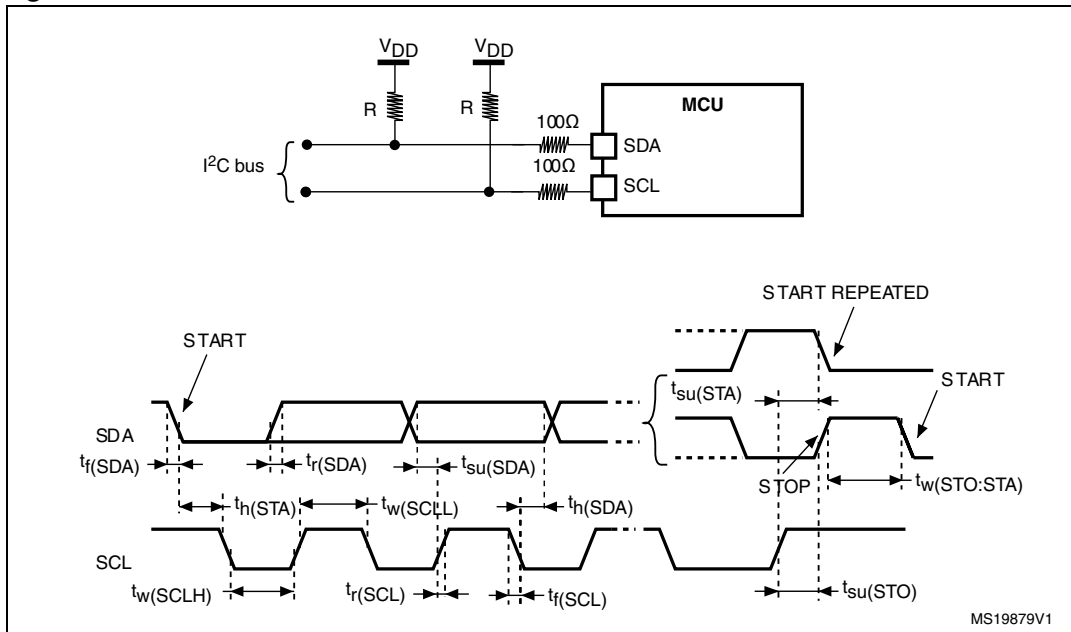 VDD VDD
MCU
R R
100Ω
SDA
I²C bus
100Ω
SCL
START REPEATED
START
START
tsu(STA)
SDA
tf(SDA)
tr(SDA)
tsu(SDA)
STOP
tw(STO:STA)
th(STA)
tw(SCLL)
th(SDA)
SCL
tw(SCLH)
tr(SCL)
tf(SCL)
tsu(STO)
MS19879V1